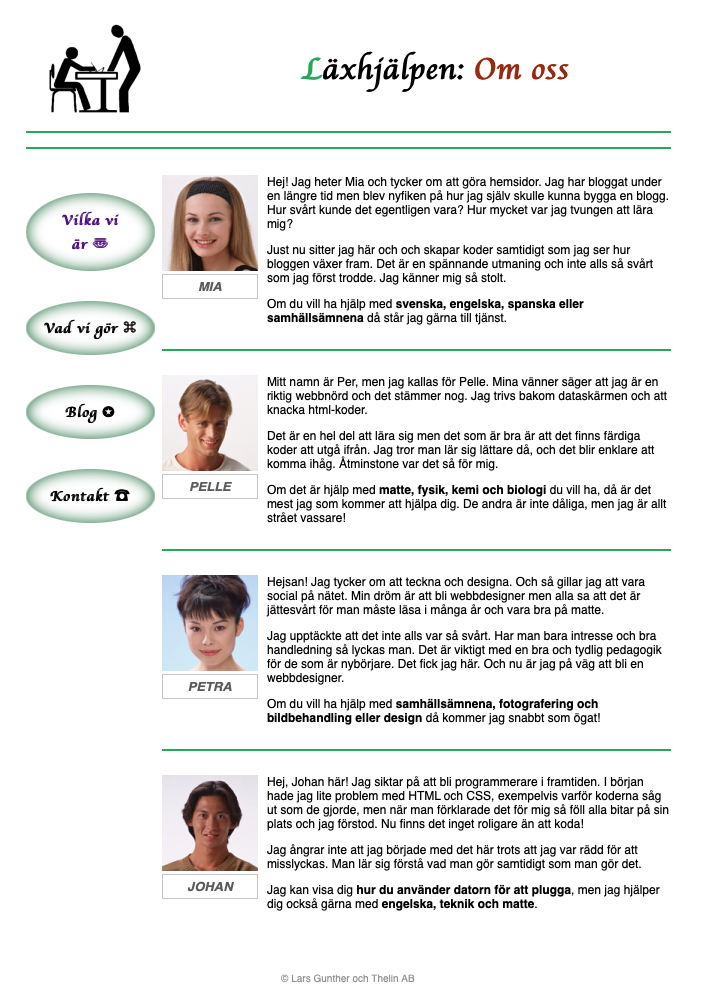 Läxhjälpen: Om oss
Vilka vi
är
Vad vi gör ⌘
Blog ✪
Kontakt ☎
Hej! Jag heter Mia och tycker om att göra hemsidor. Jag har bloggat under
en längre tid men blev nyfiken på hur jag själv skulle kunna bygga en blogg.
Hur svårt kunde det egentligen vara? Hur mycket var jag tvungen att lära
mig?
Just nu sitter jag här och och skapar koder samtidigt som jag ser hur
bloggen växer fram. Det är en spännande utmaning och inte alls så svårt
som jag först trodde. Jag känner mig så stolt.
Om du vill ha hjälp med svenska, engelska, spanska eller
samhällsämnena då står jag gärna till tjänst.
MIA
Mitt namn är Per, men jag kallas för Pelle. Mina vänner säger att jag är en
riktig webbnörd och det stämmer nog. Jag trivs bakom dataskärmen och att
knacka html-koder.
Det är en hel del att lära sig men det som är bra är att det finns färdiga
koder att utgå ifrån. Jag tror man lär sig lättare då, och det blir enklare att
komma ihåg. Åtminstone var det så för mig.
Om det är hjälp med matte, fysik, kemi och biologi du vill ha, då är det
mest jag som kommer att hjälpa dig. De andra är inte dåliga, men jag är allt
strået vassare!
PELLE
Hejsan! Jag tycker om att teckna och designa. Och så gillar jag att vara
social på nätet. Min dröm är att bli webbdesigner men alla sa att det är
jättesvårt för man måste läsa i många år och vara bra på matte.
Jag upptäckte att det inte alls var så svårt. Har man bara intresse och bra
handledning så lyckas man. Det är viktigt med en bra och tydlig pedagogik
för de som är nybörjare. Det fick jag här. Och nu är jag på väg att bli en
webbdesigner.
Om du vill ha hjälp med samhällsämnena, fotografering och
bildbehandling eller design då kommer jag snabbt som ögat!
PETRA
Hej, Johan här! Jag siktar på att bli programmerare i framtiden. I början
hade jag lite problem med HTML och CSS, exempelvis varför koderna såg
ut som de gjorde, men när man förklarade det för mig så föll alla bitar på sin
plats och jag förstod. Nu finns det inget roligare än att koda!
Jag ångrar inte att jag började med det här trots att jag var rädd för att
misslyckas. Man lär sig förstå vad man gör samtidigt som man gör det.
Jag kan visa dig hur du använder datorn för att plugga, men jag hjälper
dig också gärna med engelska, teknik och matte.
JOHAN
© Lars Gunther och Thelin AB